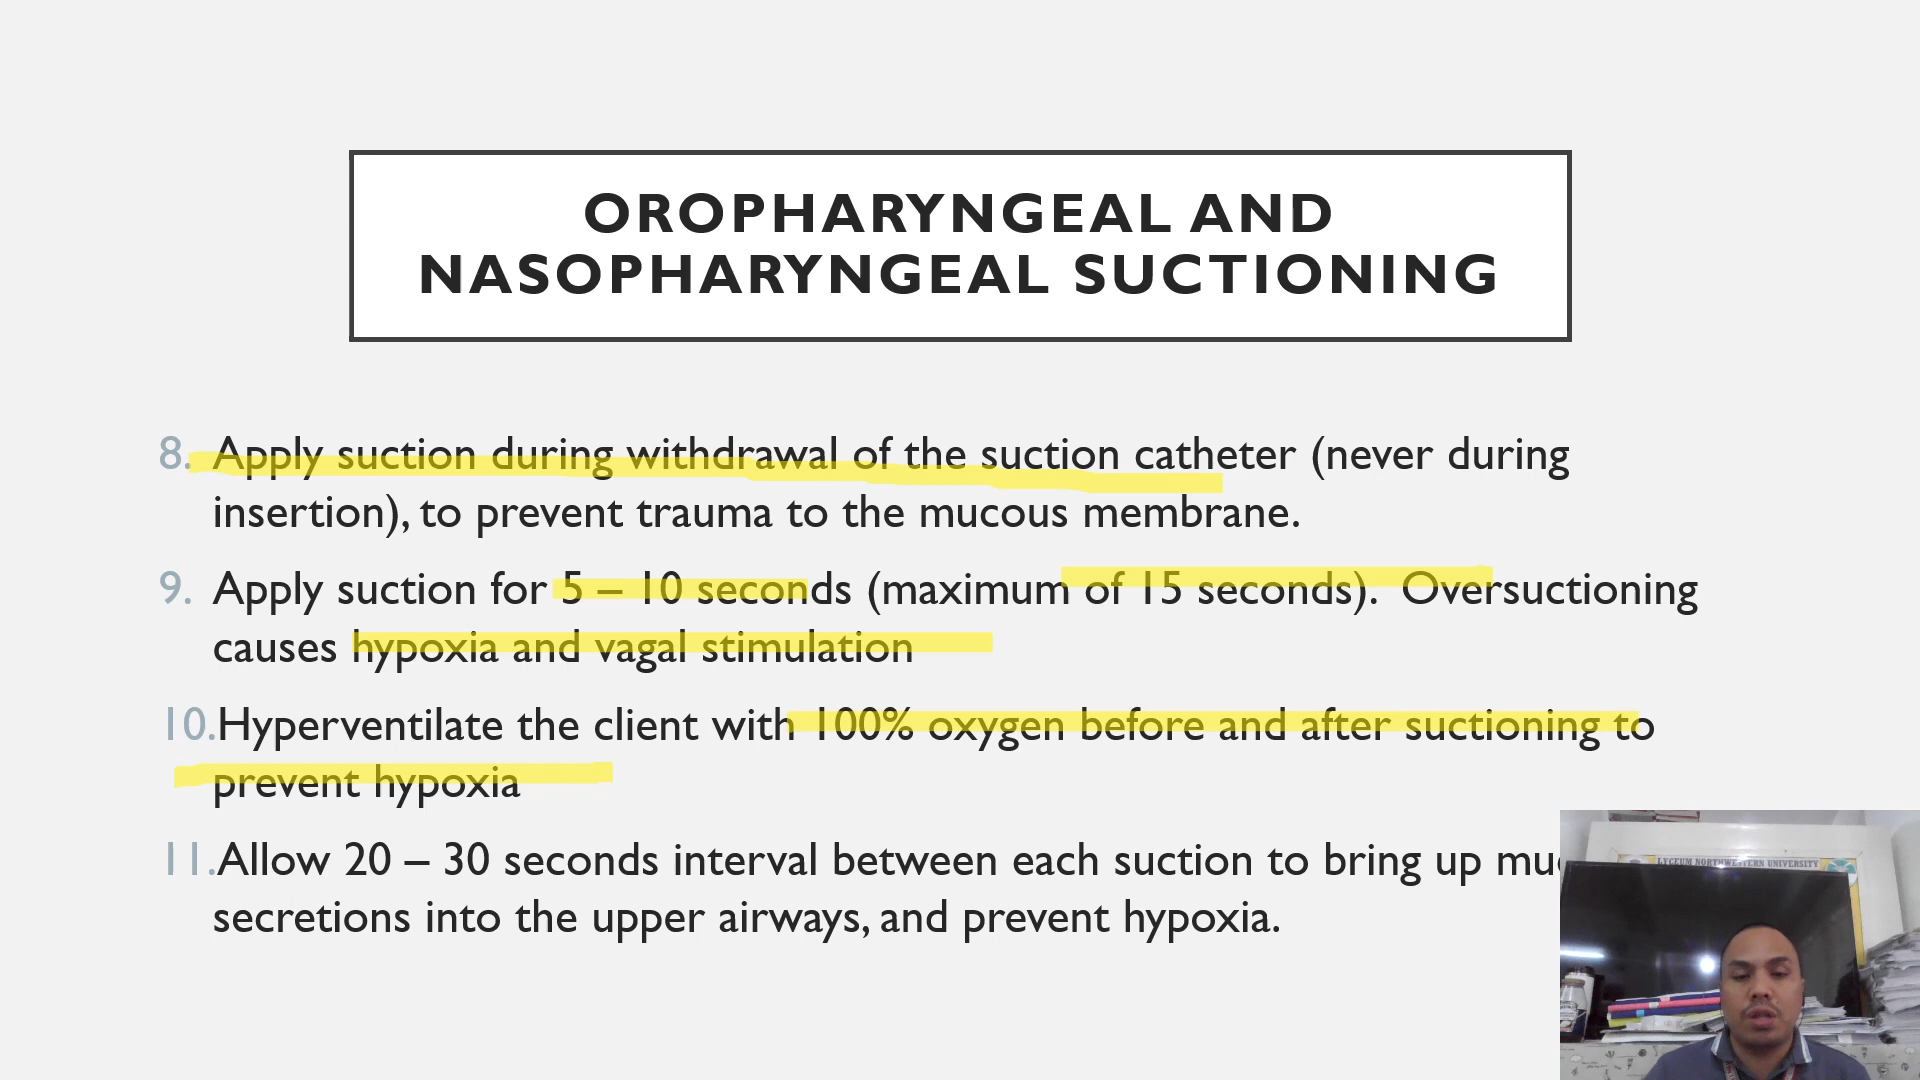 OROPHARYNGEAL AND
NASOPHARYNGEAL SUCTIONING
8. Apply suction during withdrawal of the suction catheter (never during
insertion), to prevent trauma to the mucous membrane.
9. Apply suction for 5 – 10 seconds (maximum of 15 seconds). Oversuctioning
causes hypoxia and vagal stimulation
10. Hyperventilate the client with 100% oxygen before and after suctioning to
prevent hypoxia
11. Allow 20 – 30 seconds interval between each suction to bring up
secretions into the upper airways, and prevent hypoxia.
LYCEUM NORTHWESTERN UNIVERSITY